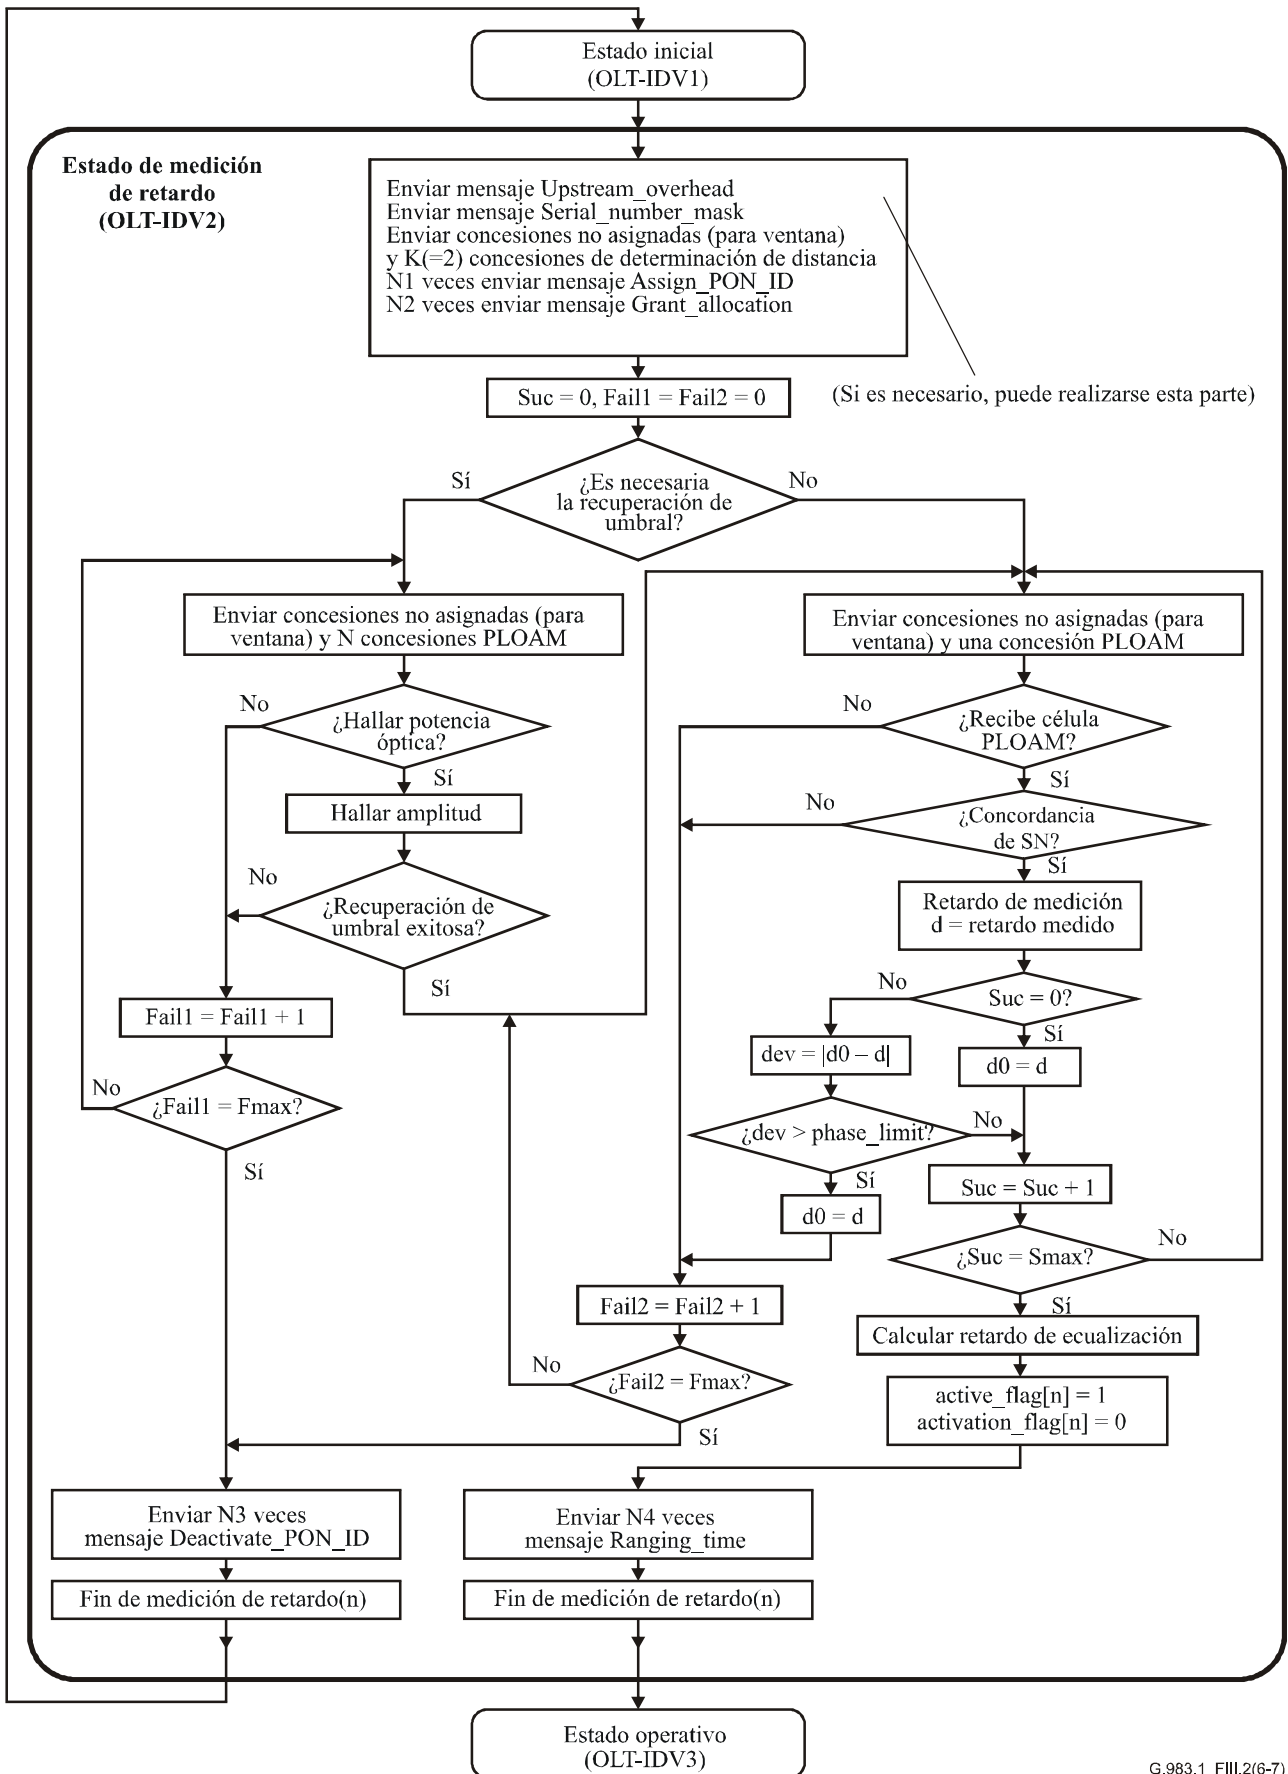 Estado inicial
(OLT-IDV1)
Estado de medición
de retardo
(OLT-IDV2)
Enviar mensaje Upstream_overhead
Enviar mensaje Serial_number_mask
Enviar concesiones no asignadas (para ventana)
y K(=2) concesiones de determinación de distancia
N1 veces enviar mensaje Assign_PON_ID
N2 veces enviar mensaje Grant_allocation
(Si es necesario, puede realizarse esta parte)
Suc = 0, Fail1 = Fail2 = 0
¿Es necesaria
la recuperación de
umbral?
Sí
No
Enviar concesiones no asignadas (para
ventana) y N concesiones PLOAM
¿Hallar potencia
óptica?
No
Sí
Hallar amplitud
¿Recuperación de
umbral exitosa?
No
Sí
Fail1 = Fail1 + 1
¿Fail1 = Fmax?
No
Sí
Enviar concesiones no asignadas (para
ventana) y una concesión PLOAM
¿Recibe célula
PLOAM?
No
Sí
¿Concordancia
de SN?
No
Sí
Retardo de medición
d = retardo medido
Suc = 0?
No
Sí
dev = |d0 – d|
d0 = d
¿dev > phase_limit?
No
Sí
d0 = d
Suc = Suc + 1
¿Suc = Smax?
No
Sí
Fail2 = Fail2 + 1
¿Fail2 = Fmax?
No
Sí
Calcular retardo de ecualización
active_flag[n] = 1
activation_flag[n] = 0
Enviar N3 veces
mensaje Deactivate_PON_ID
Fin de medición de retardo(n)
Enviar N4 veces
mensaje Ranging_time
Fin de medición de retardo(n)
Estado operativo
(OLT-IDV3)
G.983.1_FIII.2(6-7)